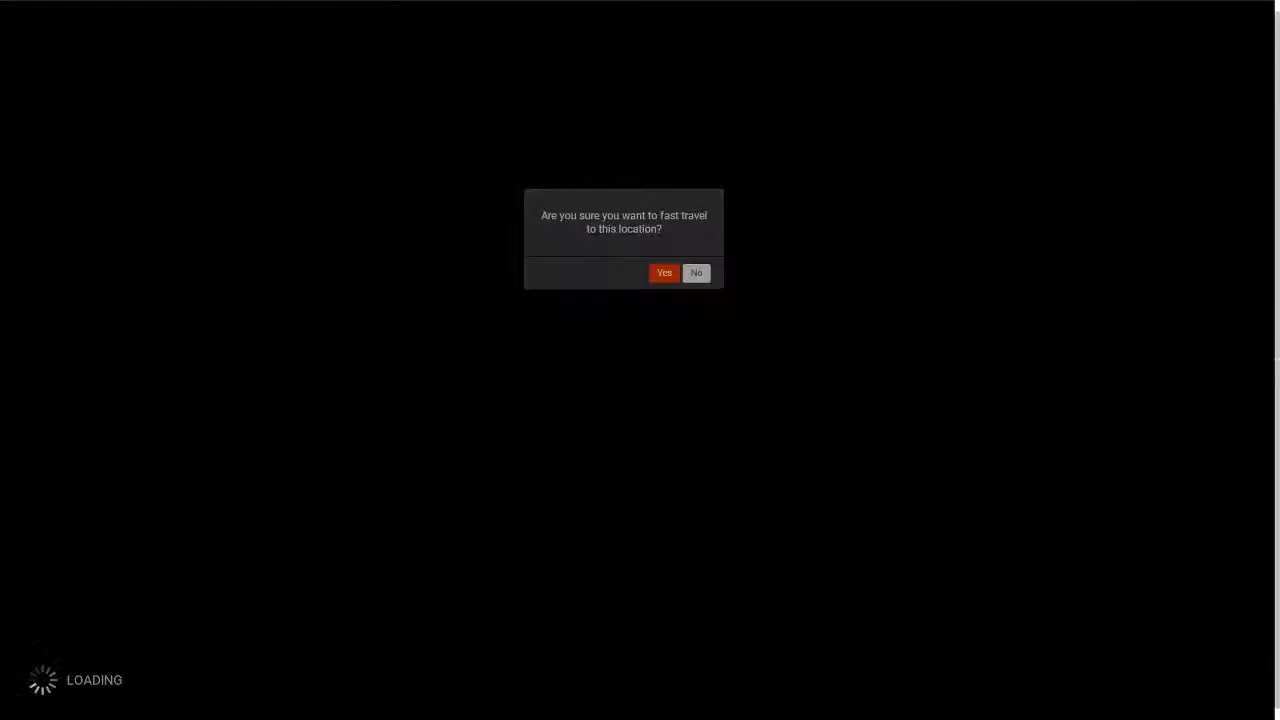 Are you sure you want to fast travel
to this location?
Yes No
LOADING